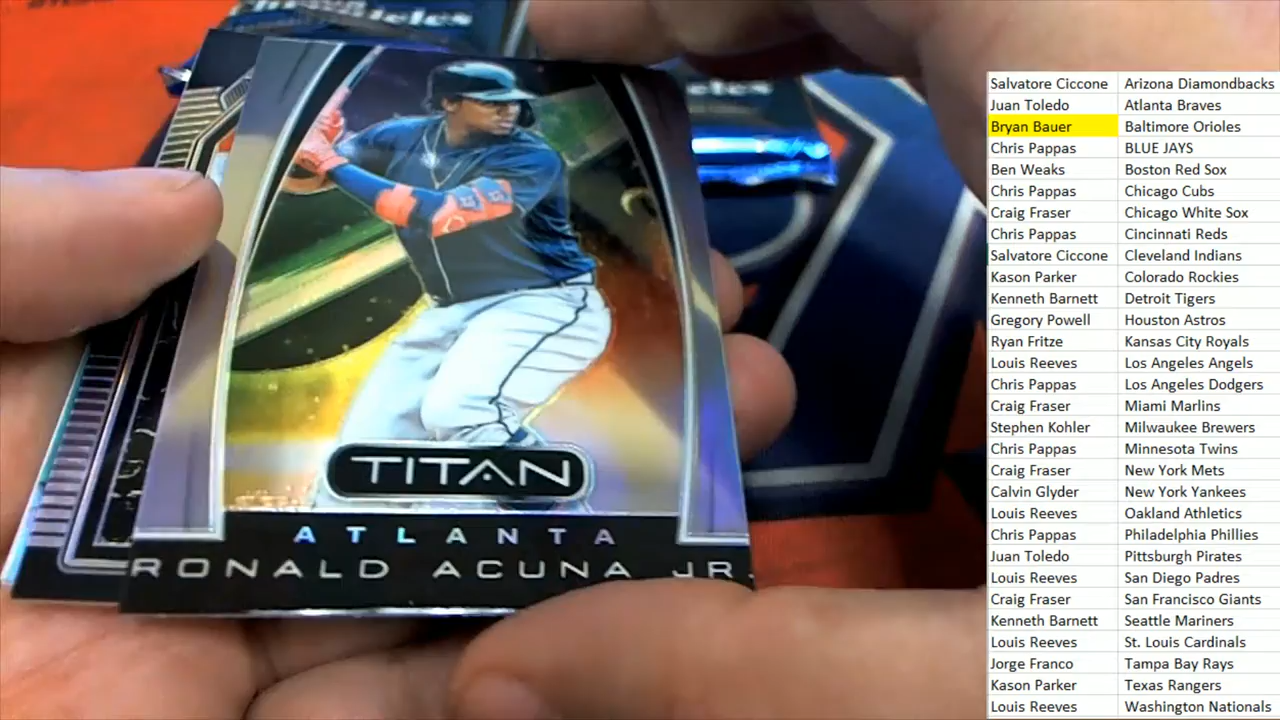 TITAN
ATLANTA
RONALD ACUNA JR.
Salvatore Ciccone Arizona Diamondbacks
Juan Toledo Atlanta Braves
Bryan Bauer Baltimore Orioles
Chris Pappas BLUE JAYS
Ben Weaks Boston Red Sox
Chris Pappas Chicago Cubs
Craig Fraser Chicago White Sox
Chris Pappas Cincinnati Reds
Salvatore Ciccone Cleveland Indians
Kason Parker Colorado Rockies
Kenneth Barnett Detroit Tigers
Gregory Powell Houston Astros
Ryan Fritze Kansas City Royals
Louis Reeves Los Angeles Angels
Chris Pappas Los Angeles Dodgers
Craig Fraser Miami Marlins
Stephen Kohler Milwaukee Brewers
Chris Pappas Minnesota Twins
Craig Fraser New York Mets
Calvin Glyder New York Yankees
Louis Reeves Oakland Athletics
Chris Pappas Philadelphia Phillies
Juan Toledo Pittsburgh Pirates
Louis Reeves San Diego Padres
Craig Fraser San Francisco Giants
Kenneth Barnett Seattle Mariners
Louis Reeves St. Louis Cardinals
Jorge Franco Tampa Bay Rays
Kason Parker Texas Rangers
Louis Reeves Washington Nationals